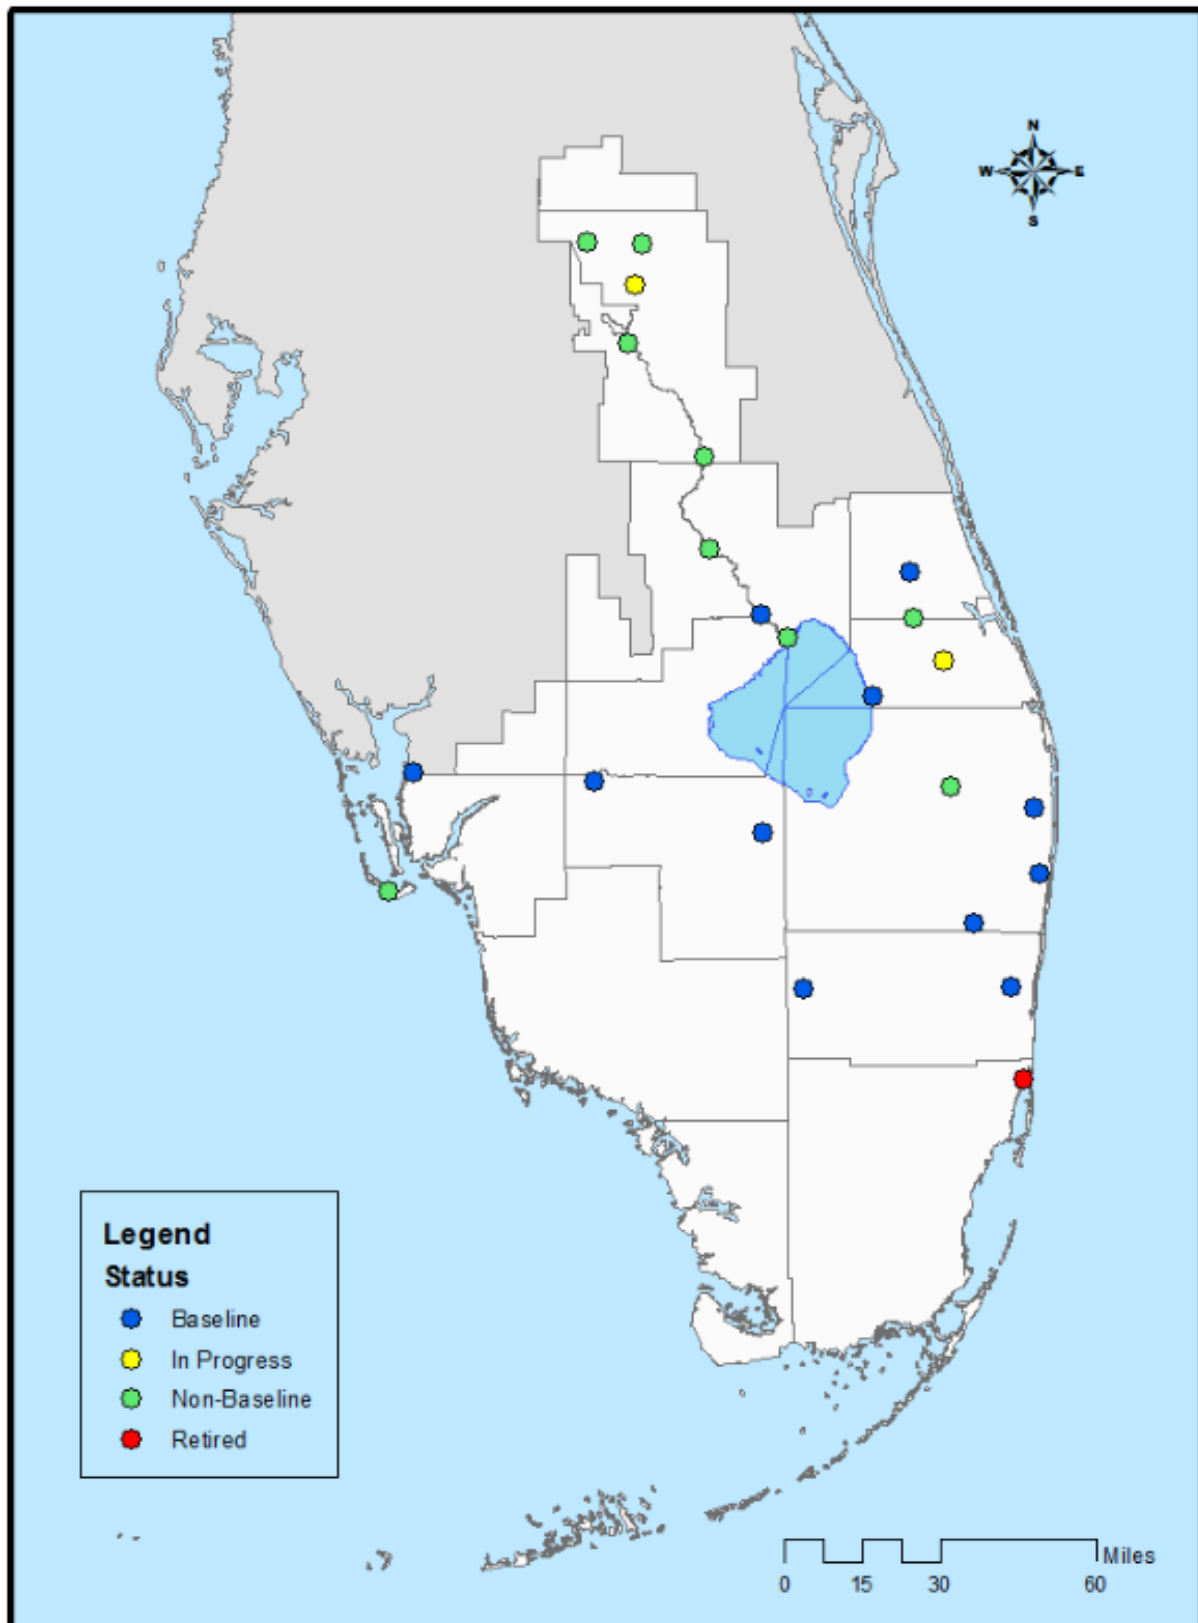 N
W E
S
Legend
Status
Baseline
In Progress
Non-Baseline
Retired
Miles
0 15 30 60